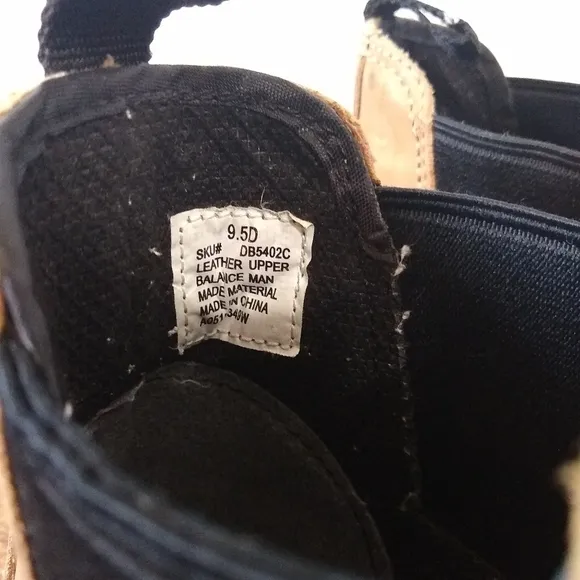 9.5D
SKU# DB5402C
LEATHER UPPER
BALANCE MAN
MADE MATERIAL
MADE IN CHINA